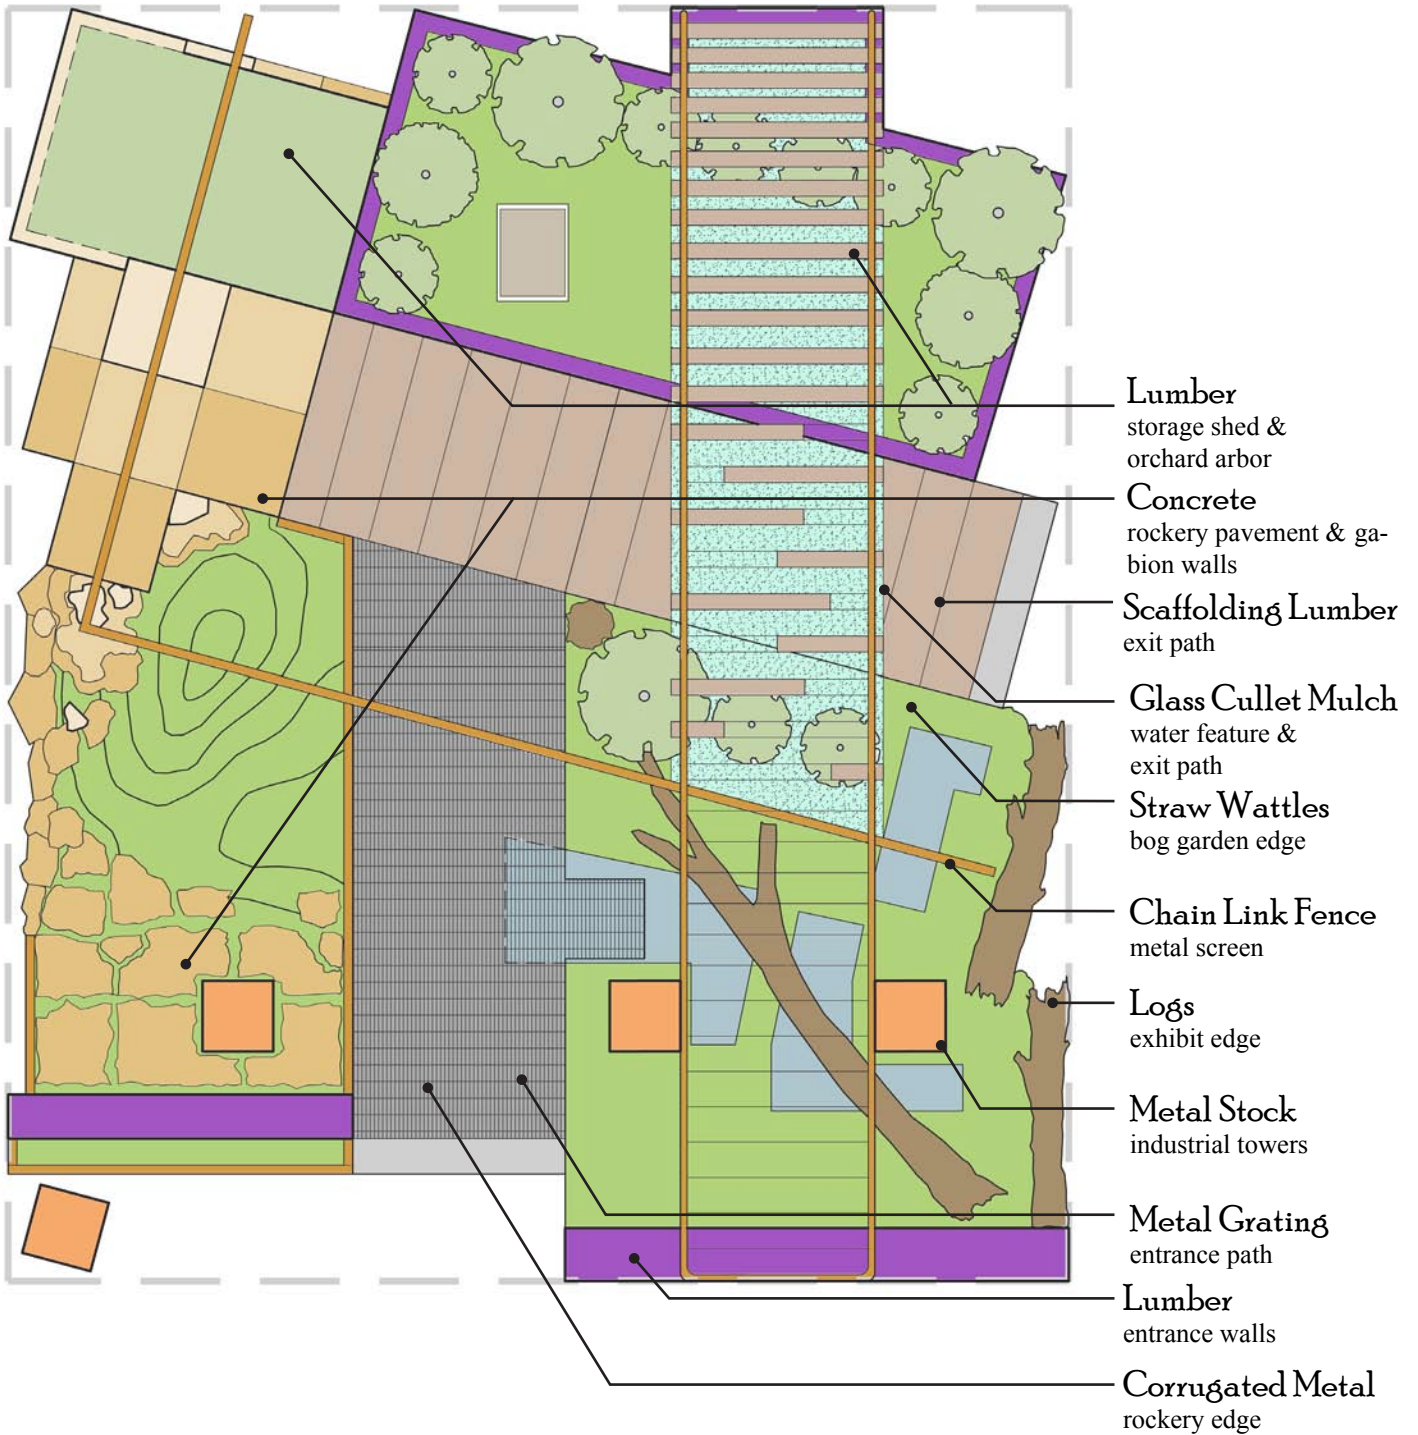 Lumber
storage shed &
orchard arbor
Concrete
rockery pavement & ga-
bion walls
Scaffolding Lumber
exit path
Glass Cullet Mulch
water feature &
exit path
Straw Wattles
bog garden edge
Chain Link Fence
metal screen
Logs
exhibit edge
Metal Stock
industrial towers
Metal Grating
entrance path
Lumber
entrance walls
Corrugated Metal
rockery edge